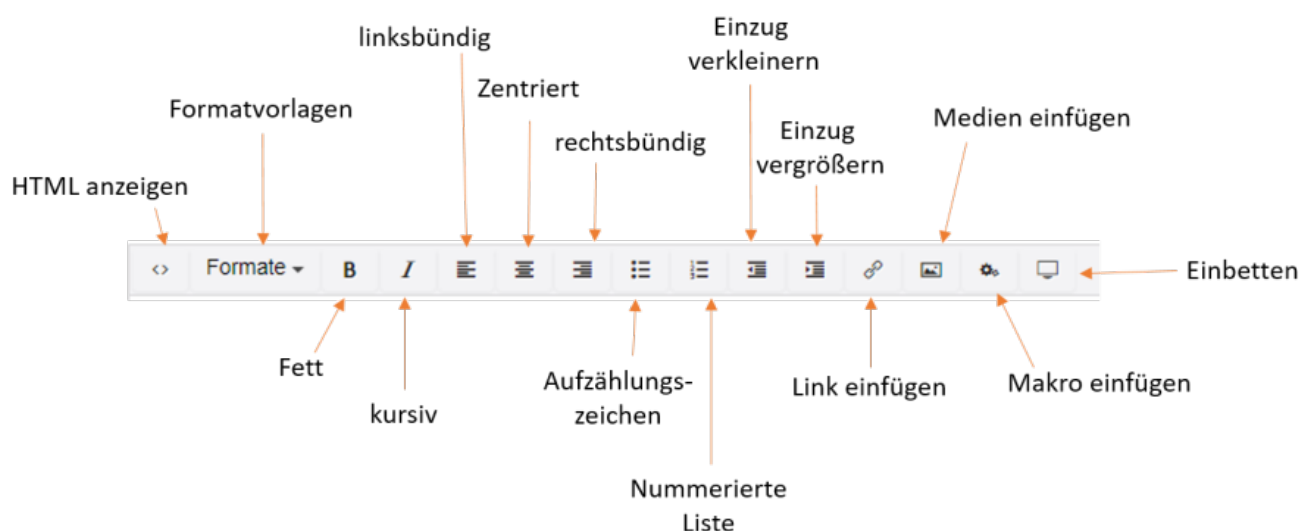 linksbündig
Einzug
verkleinern
Zentriert
Formatvorlagen
Medien einfügen
rechtsbündig
Einzug
vergrößern
HTML anzeigen
<> Formate B I
Einbetten
Fett
Aufzählungs-
zeichen
Link einfügen
Makro einfügen
kursiv
Nummerierte
Liste